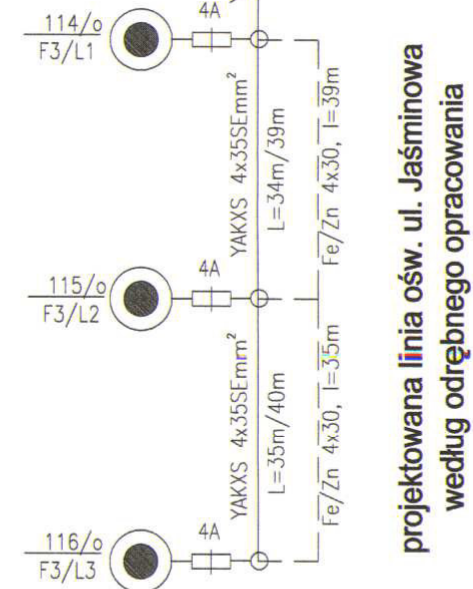 114/o
F3/L1
4A
YAKXS 4x35SEmm²
L=34m/39m
Fe/Zn 4x30, l=39m
115/o
F3/L2
4A
YAKXS 4x35SEmm²
L=35m/40m
Fe/Zn 4x30, l=35m
116/o
F3/L3
4A
projektowana linia ośw. ul. Jaśminowa
według odrębnego opracowania